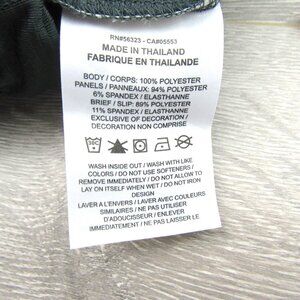 RN#56323 - CA#05553
MADE IN THAILAND
FABRIQUE EN THAILANDE
BODY / CORPS: 100% POLYESTER
PANELS / PANNEAUX: 94% POLYESTER
6% SPANDEX / ELASTHANNE
BRIEF / SLIP: 89% POLYESTER
11% SPANDEX / ELASTHANNE
EXCLUSIVE OF DECORATION /
DECORATION NON COMPRISE
WASH INSIDE OUT / WASH WITH LIKE
COLORS / DO NOT USE SOFTENERS /
REMOVE IMMEDIATELY / DO NOT ALLOW TO
LAY ON ITSELF WHEN WET / DO NOT IRON
DESIGN
LAVER A L'ENVERS / LAVER AVEC COULEURS
SIMILAIRES / NE PAS UTILISER
D'ADOUCISSEUR / ENLEVER
IMMEDIATEMENT / NE PAS LAISSER LE